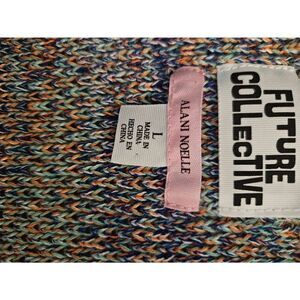 FUTURE
COLLECTIVE
ALANI NOELLE
L
MADE IN
CHINA
HECHO EN
CHINA